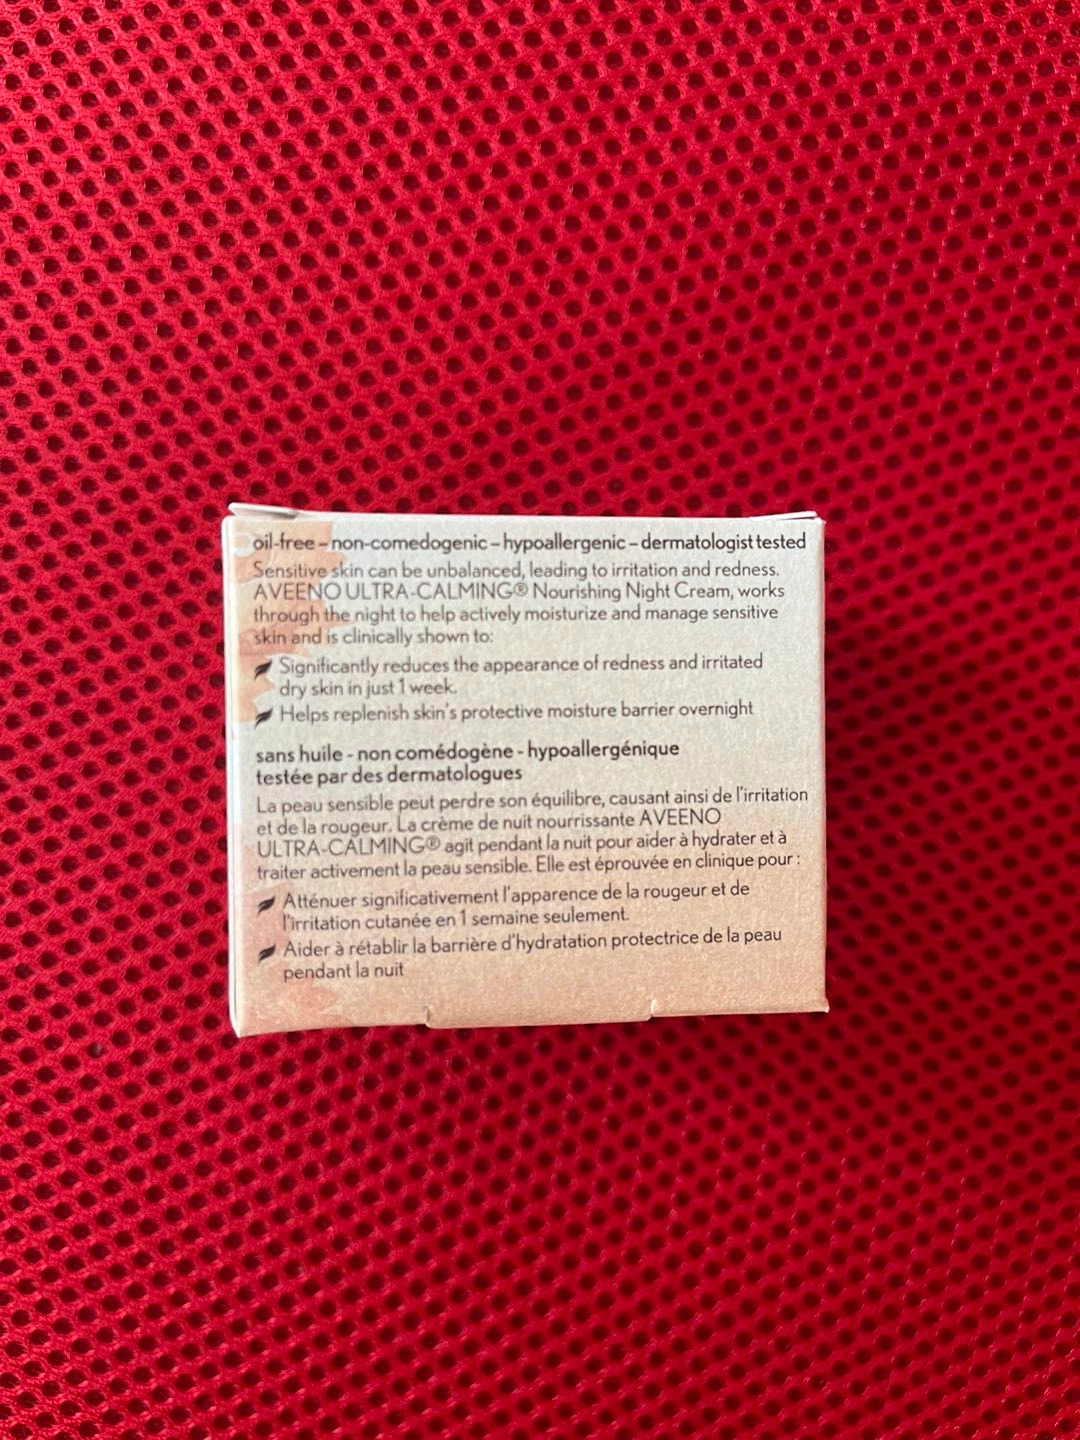 oil-free – non-comedogenic – hypoallergenic – dermatologist tested
Sensitive skin can be unbalanced, leading to irritation and redness.
AVEENO ULTRA-CALMING® Nourishing Night Cream, works
through the night to help actively moisturize and manage sensitive
skin and is clinically shown to:
Significantly reduces the appearance of redness and irritated
dry skin in just 1 week.
Helps replenish skin's protective moisture barrier overnight
sans huile - non comédogène - hypoallergénique
testée par des dermatologues
La peau sensible peut perdre son équilibre, causant ainsi de l'irritation
et de la rougeur. La crème de nuit nourrissante AVEENO
ULTRA-CALMING® agit pendant la nuit pour aider à hydrater et à
traiter activement la peau sensible. Elle est éprouvée en clinique pour :
Atténuer significativement l'apparence de la rougeur et de
l'irritation cutanée en 1 semaine seulement.
Aider à rétablir la barrière d'hydratation protectrice de la peau
pendant la nuit